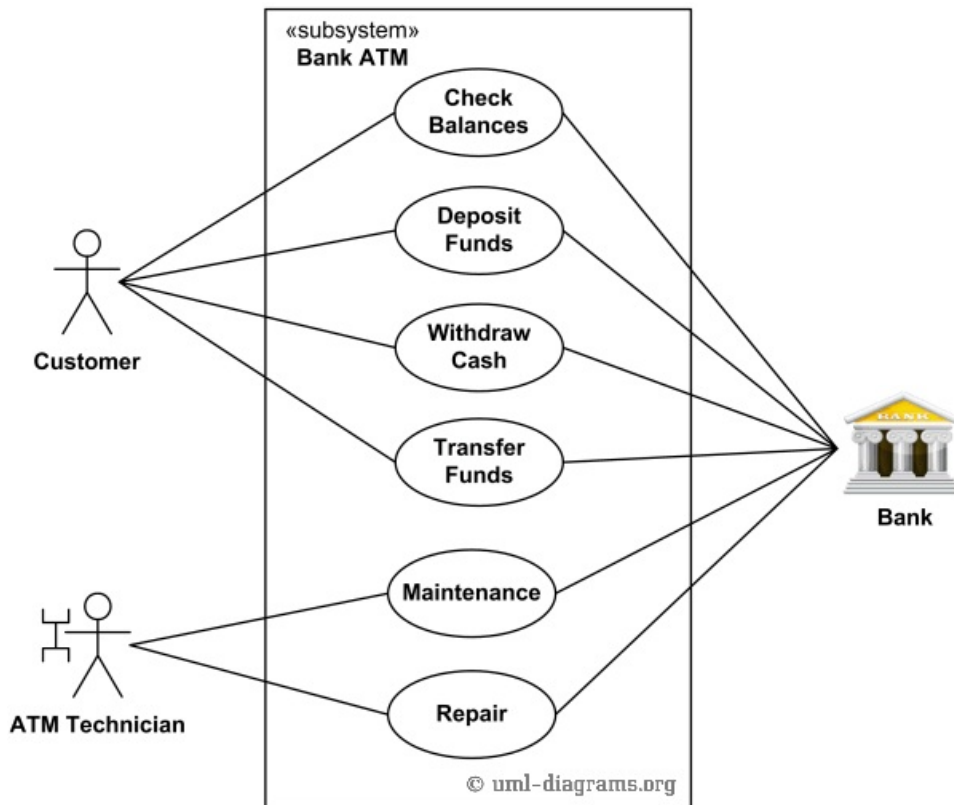 «subsystem»
Bank ATM
Check
Balances
Deposit
Funds
Customer
Withdraw
Cash
Transfer
Funds
BANK
Bank
Maintenance
ATM Technician
Repair
© uml-diagrams.org